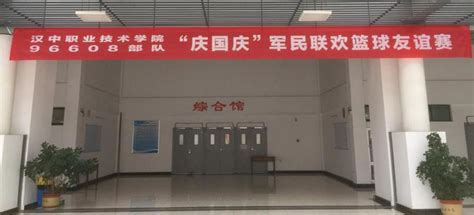 汉中职业技术学院
96608部队
“庆国庆”军民联欢篮球友谊赛
综合馆